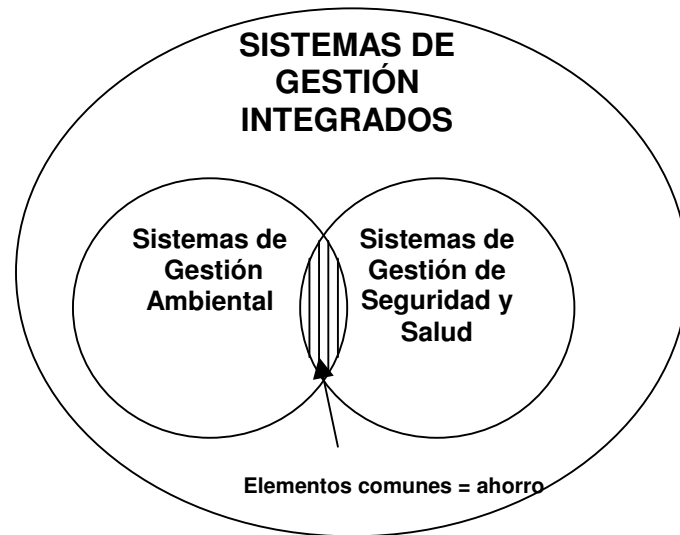 SISTEMAS DE
GESTIÓN
INTEGRADOS
Sistemas de
Gestión
Ambiental
Sistemas de
Gestión de
Seguridad y
Salud
Elementos comunes = ahorro